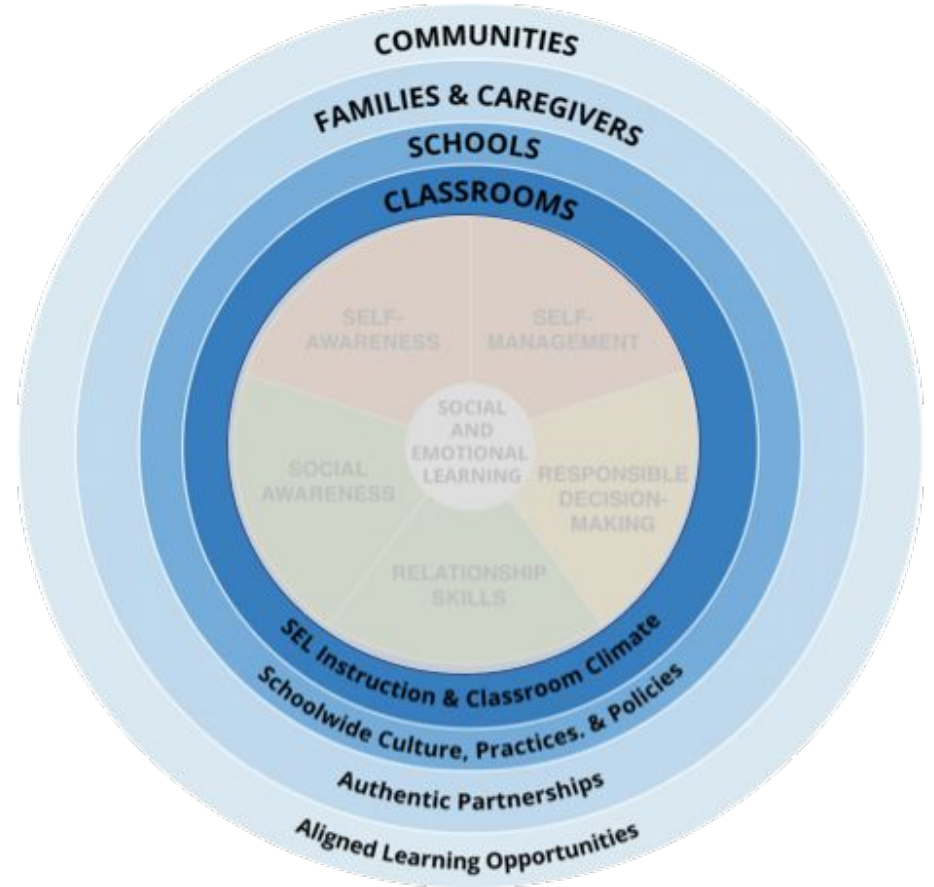 COMMUNITIES
FAMILIES & CAREGIVERS
SCHOOLS
CLASSROOMS
SELF-
AWARENESS
SELF-
MANAGEMENT
SOCIAL
AND
EMOTIONAL
LEARNING
SOCIAL
AWARENESS
RESPONSIBLE
DECISION-
MAKING
RELATIONSHIP
SKILLS
SEL Instruction & Classroom Climate
Schoolwide Culture, Practices. & Policies
Authentic Partnerships
Aligned Learning Opportunities